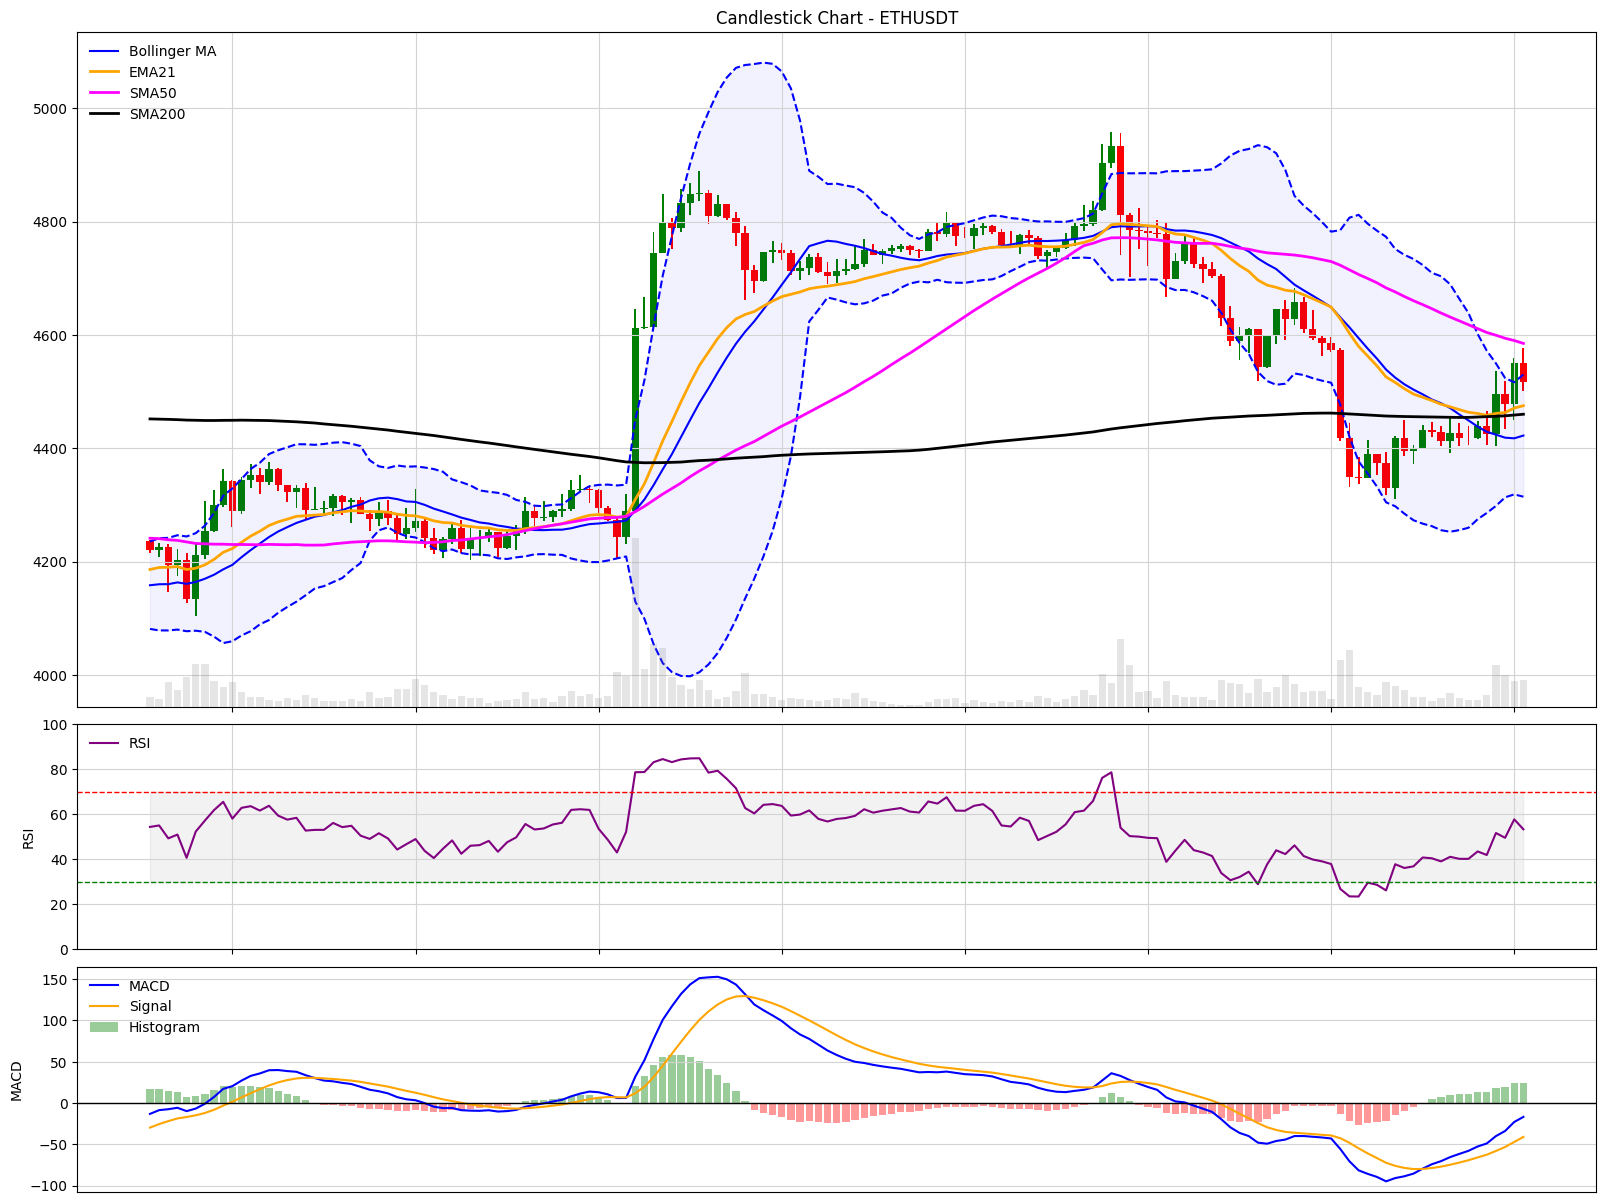 Candlestick Chart - ETHUSDT
Bollinger MA
EMA21
SMA50
SMA200
5000
4800
4600
4400
4200
4000
RSI
100
80
60
40
20
0
RSI
MACD
Signal
Histogram
150
100
50
0
−50
−100
MACD